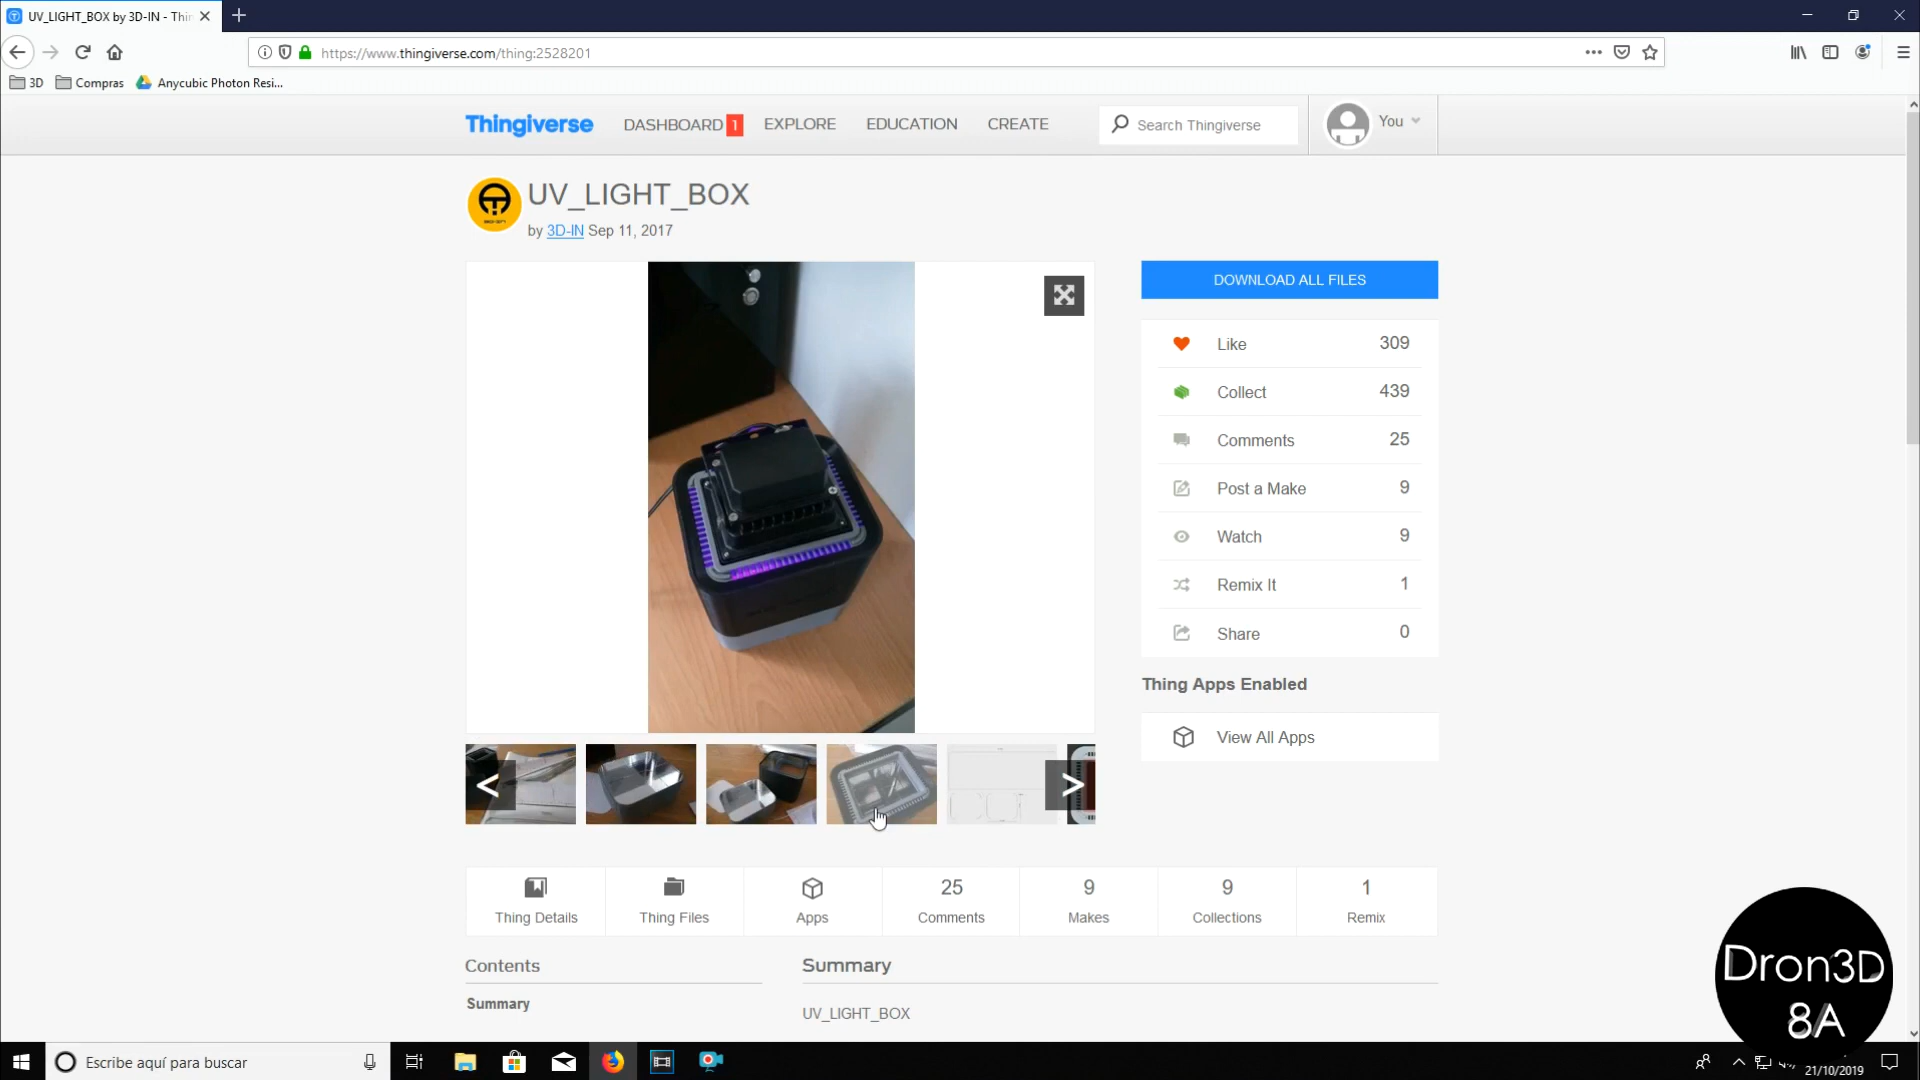 UV_LIGHT_BOX by 3D-IN - Thin
https://www.thingiverse.com/thing:2528201
3D
Compras
Anycubic Photon Resi...
Thingiverse
DASHBOARD 1
EXPLORE
EDUCATION
CREATE
Search Thingiverse
You
UV_LIGHT_BOX
by 3D-IN Sep 11, 2017
DOWNLOAD ALL FILES
Like 309
Collect 439
Comments 25
Post a Make 9
Watch 9
Remix It 1
Share 0
Thing Apps Enabled
View All Apps
<
>
Thing Details
Thing Files
Apps
25
Comments
9
Makes
9
Collections
1
Remix
Contents
Summary
Summary
UV_LIGHT_BOX
Dron3D
8A
Escribe aquí para buscar
21/10/2019